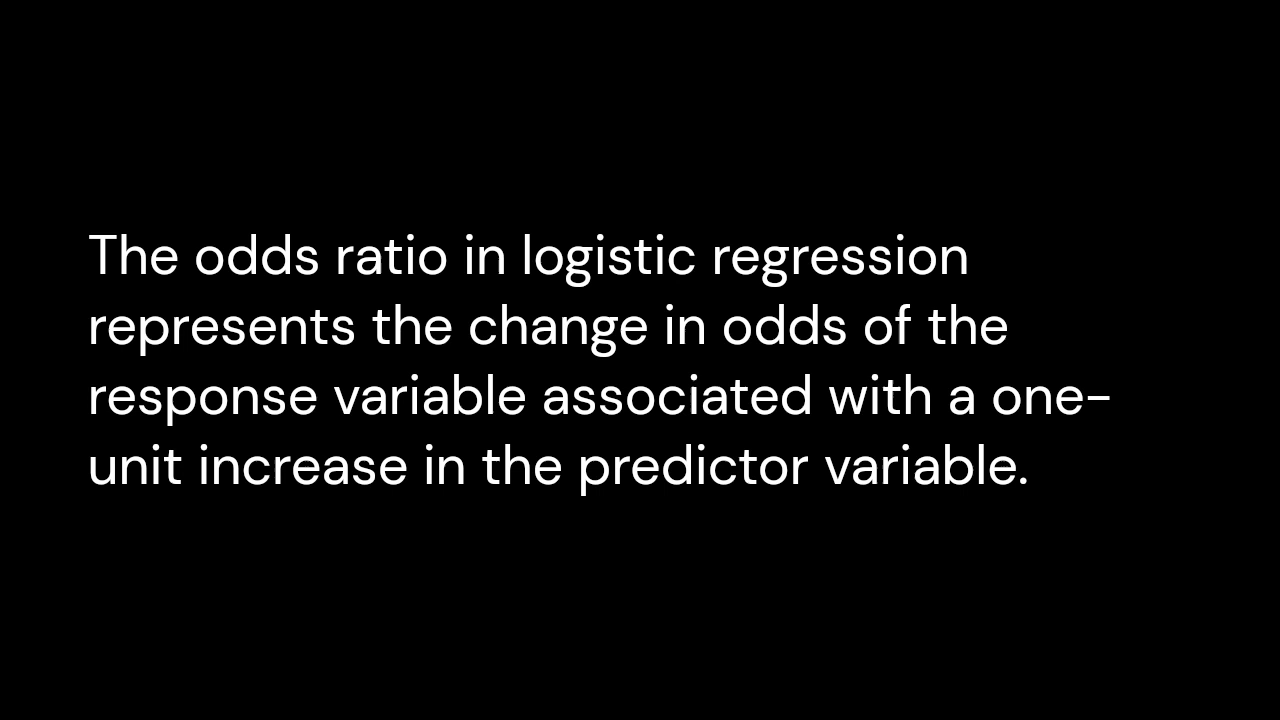 The odds ratio in logistic regression
represents the change in odds of the
response variable associated with a one-
unit increase in the predictor variable.